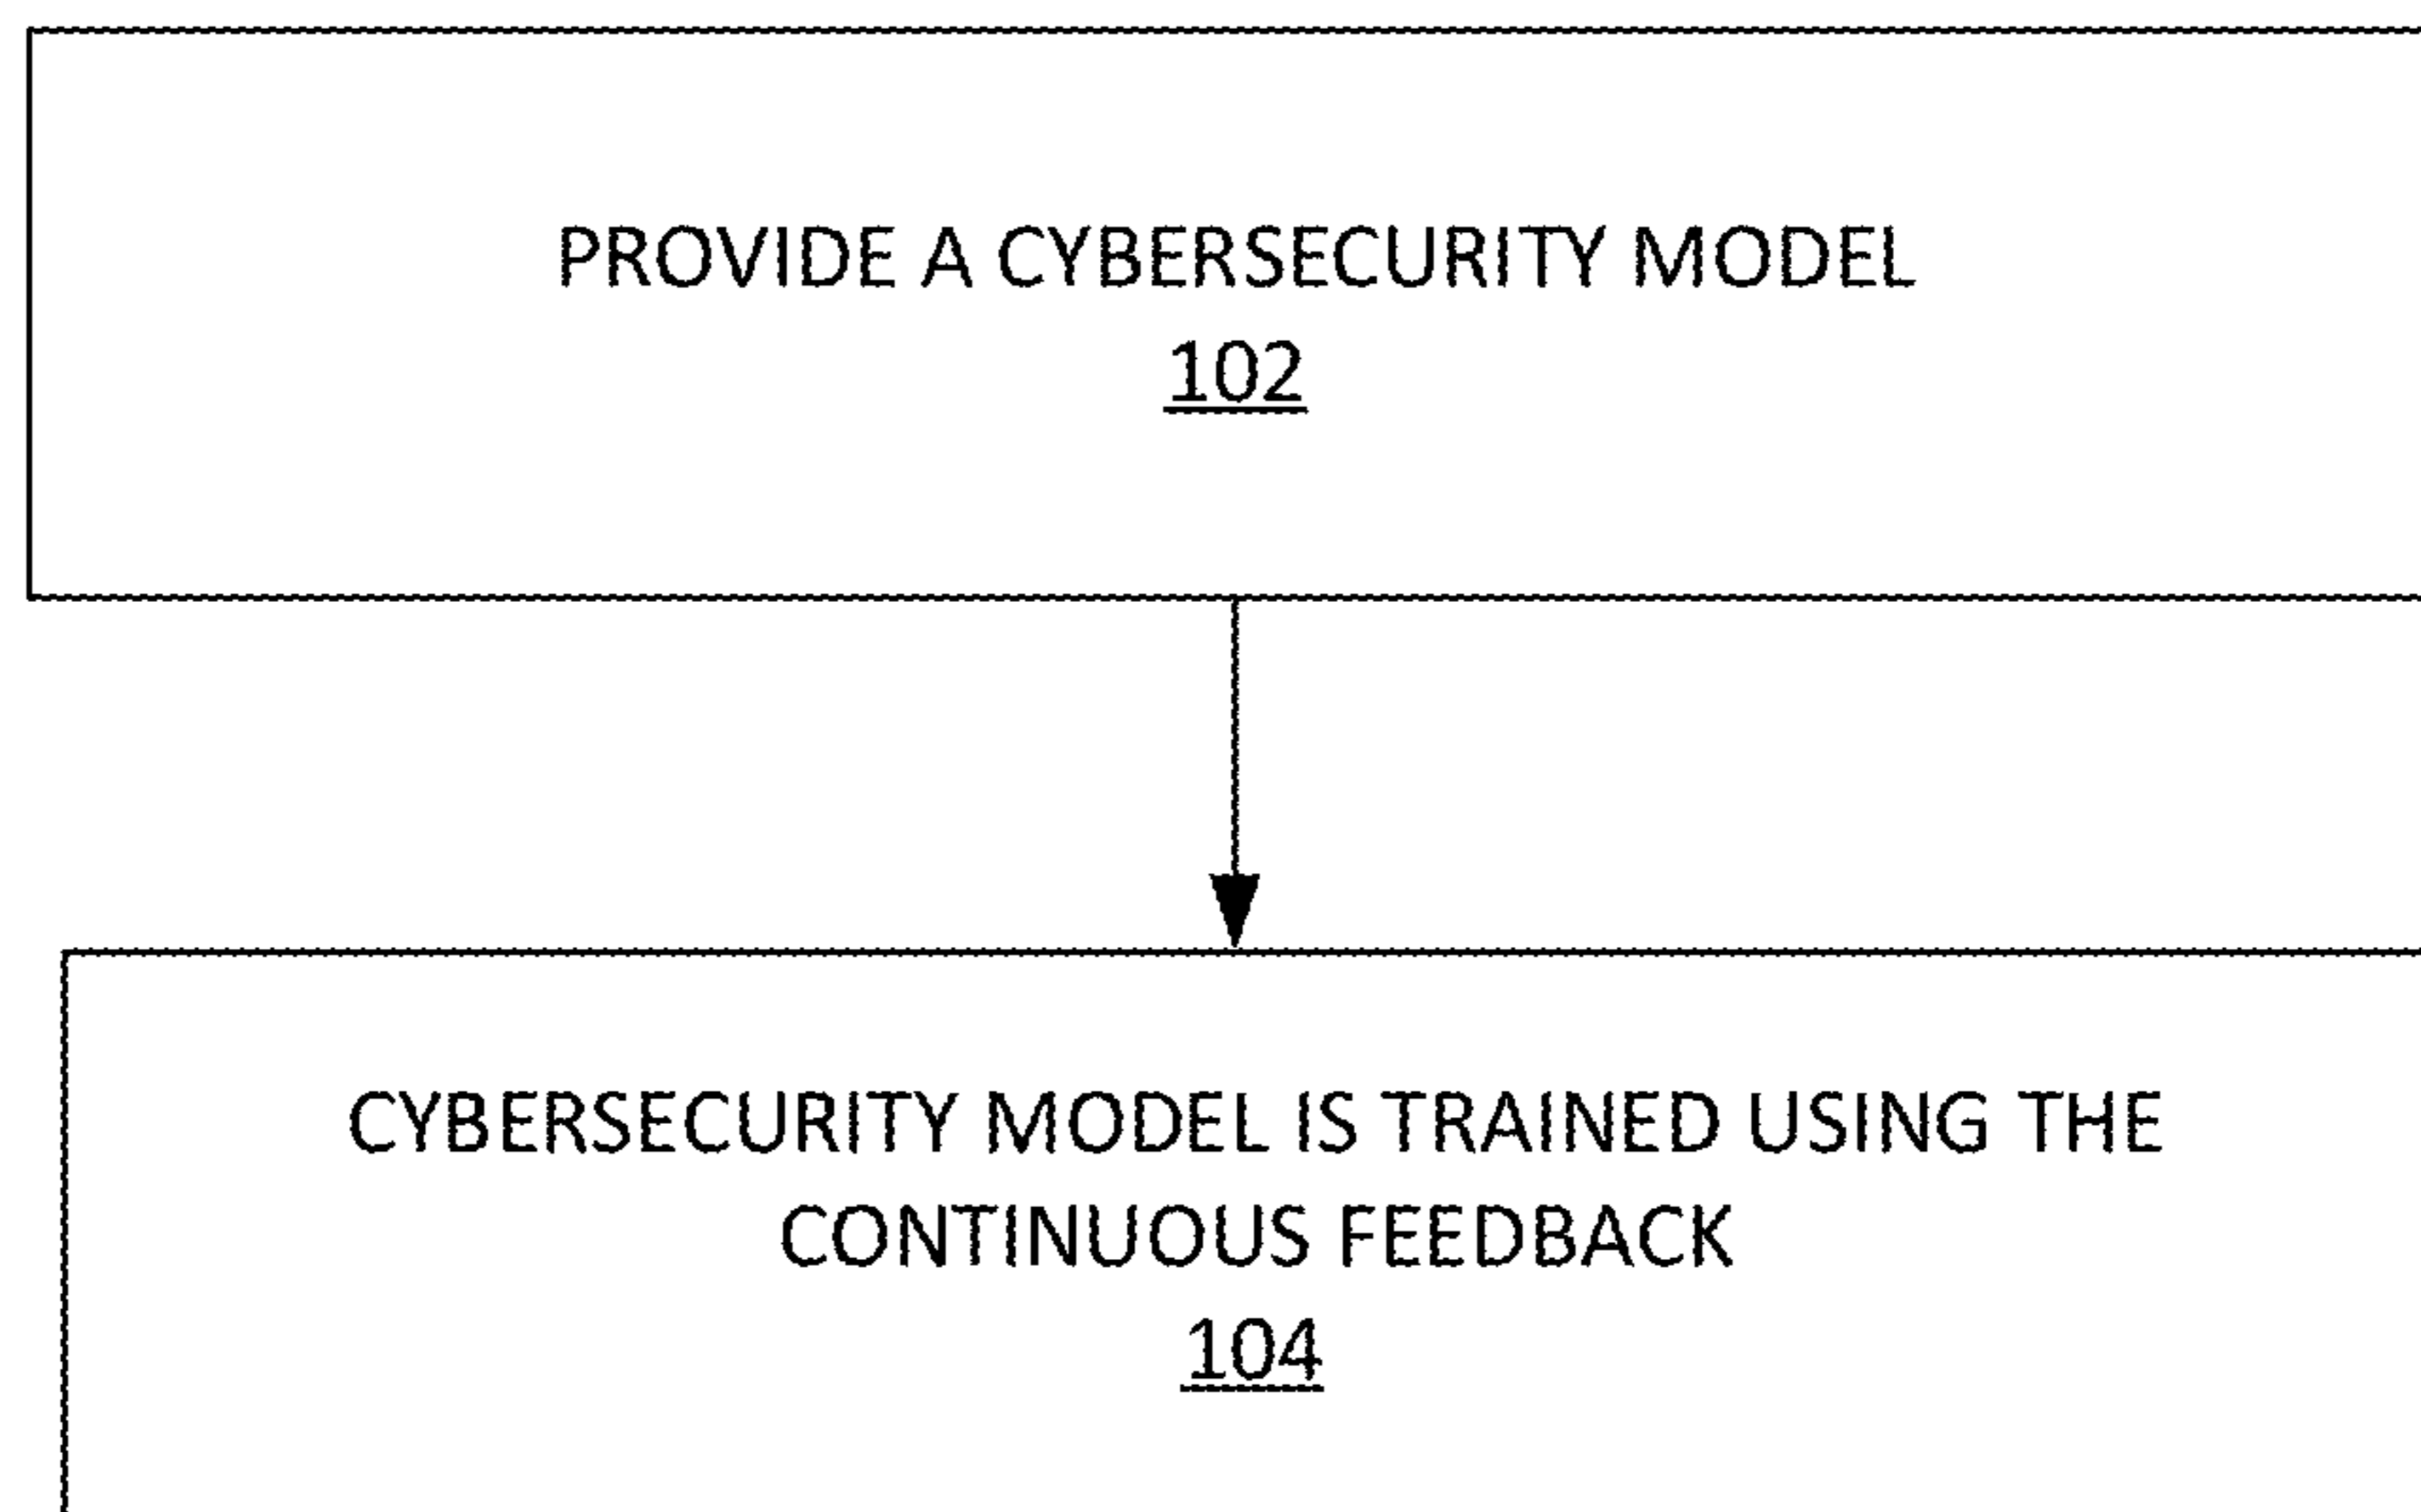 PROVIDE A CYBERSECURITY MODEL
102
CYBERSECURITY MODEL IS TRAINED USING THE
CONTINUOUS FEEDBACK
104